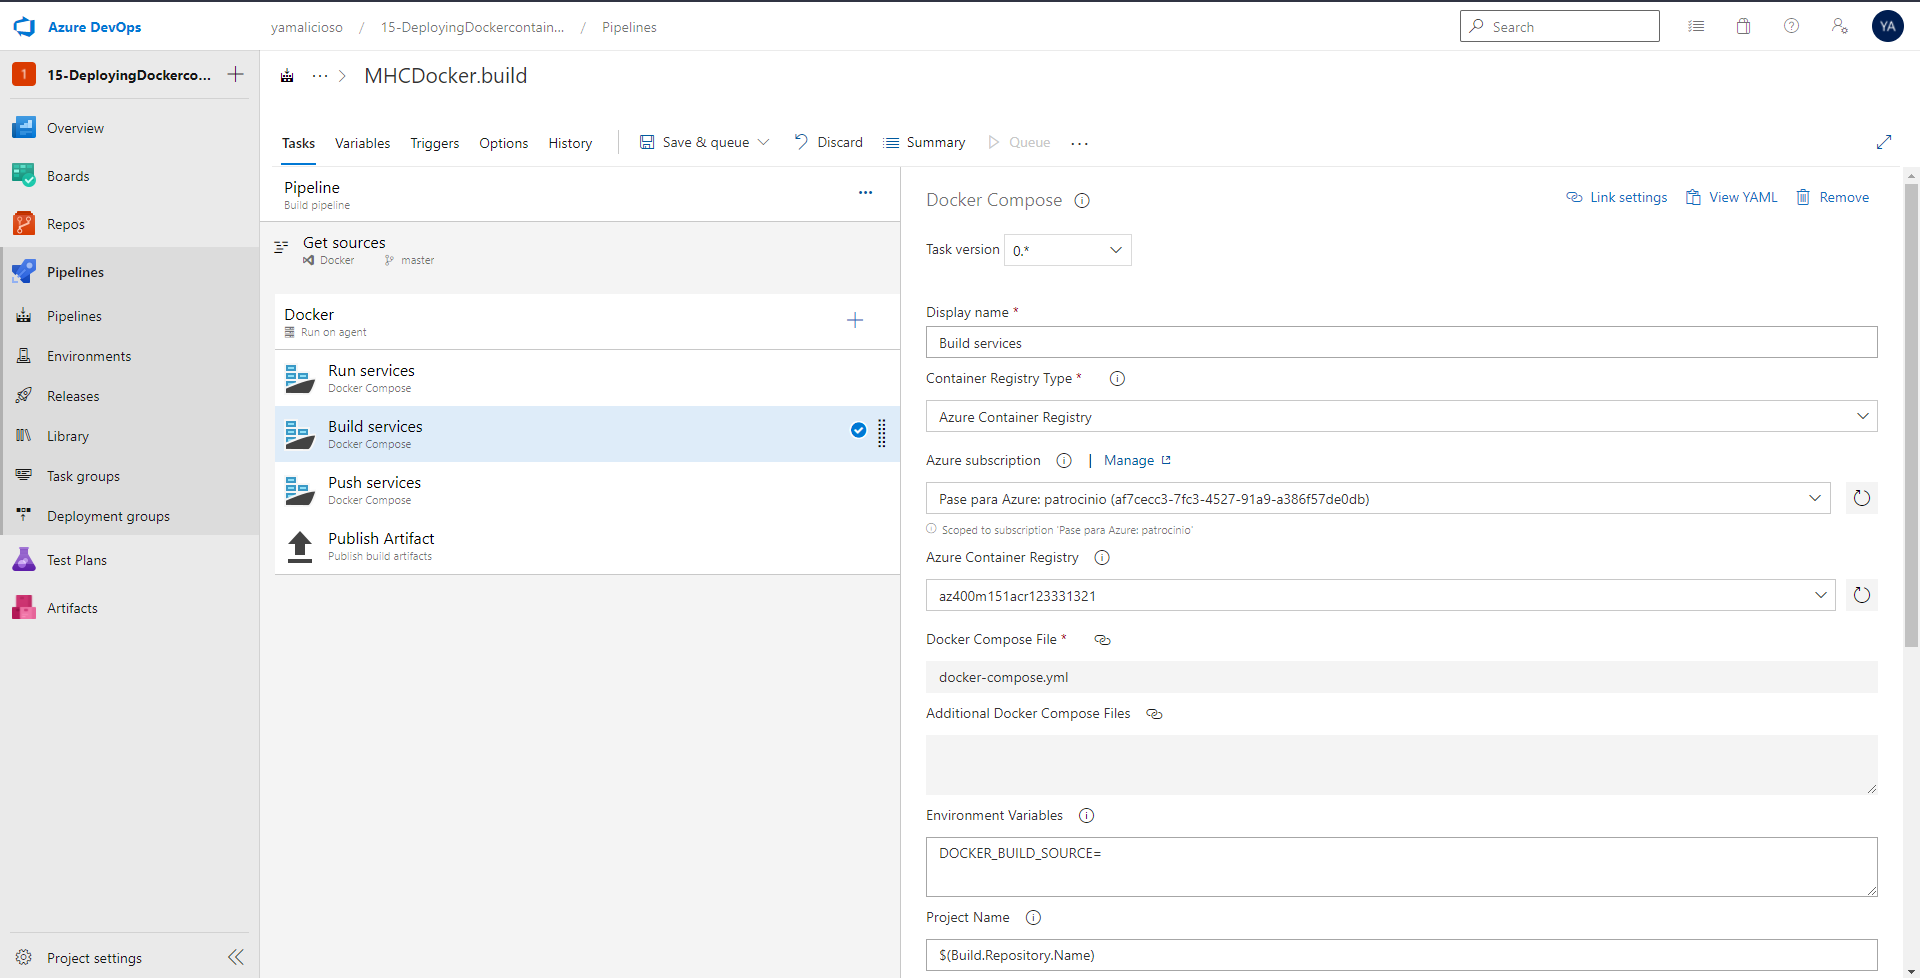 Azure DevOps
yamalicioso / 15-DeployingDockercontain... / Pipelines
Search
YA
1 15-DeployingDockerco...
Overview
Boards
Repos
Pipelines
Pipelines
Environments
Releases
Library
Task groups
Deployment groups
Test Plans
Artifacts
Project settings
... MHCDocker.build
Tasks Variables Triggers Options History Save & queue Discard Summary Queue ...
Pipeline
Build pipeline
Get sources
Docker master
Docker
Run on agent
Run services
Docker Compose
Build services
Docker Compose
Push services
Docker Compose
Publish Artifact
Publish build artifacts
Docker Compose
Link settings View YAML Remove
Task version 0.*
Display name *
Build services
Container Registry Type *
Azure Container Registry
Azure subscription | Manage
Pase para Azure: patrocinio (af7cecc3-7fc3-4527-91a9-a386f57de0db)
Scoped to subscription 'Pase para Azure: patrocinio'
Azure Container Registry
az400m151acr123331321
Docker Compose File *
docker-compose.yml
Additional Docker Compose Files
Environment Variables
DOCKER_BUILD_SOURCE=
Project Name
$(Build.Repository.Name)